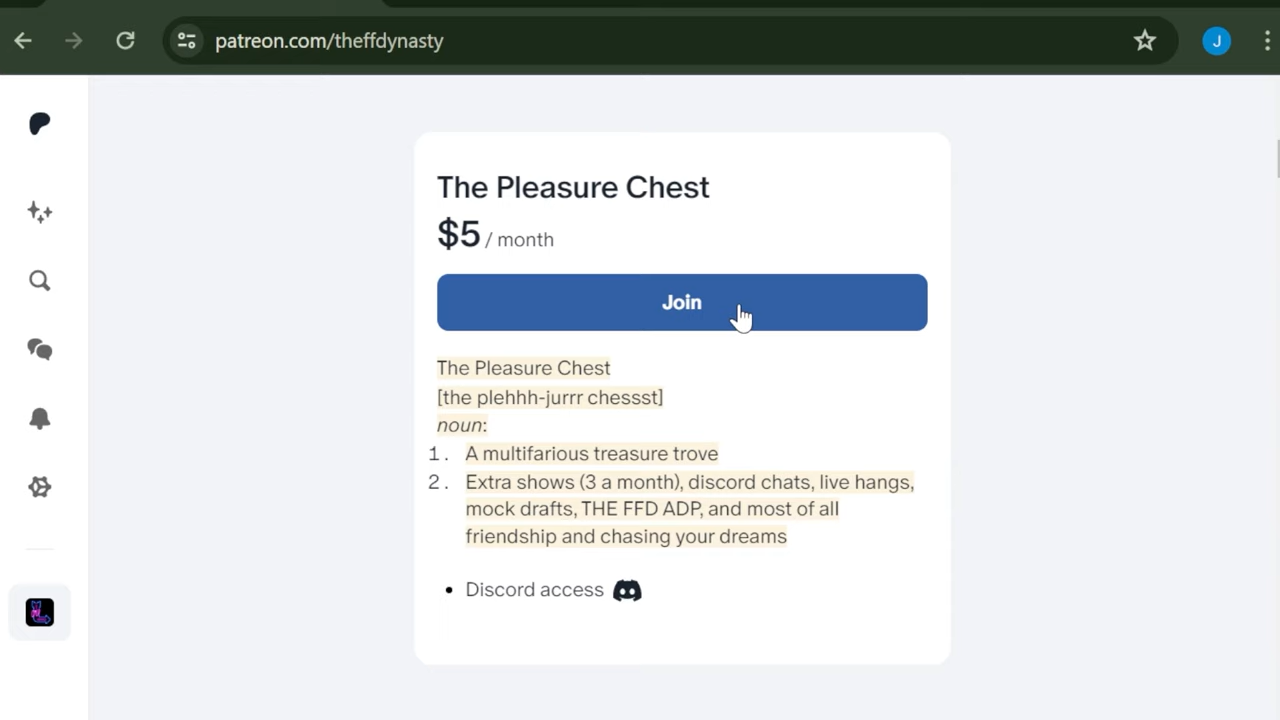 patreon.com/theffdynasty
J
The Pleasure Chest
$5 / month
Join
The Pleasure Chest
[the plehhh-jurrr chessst]
noun:
1. A multifarious treasure trove
2. Extra shows (3 a month), discord chats, live hangs,
mock drafts, THE FFD ADP, and most of all
friendship and chasing your dreams
• Discord access